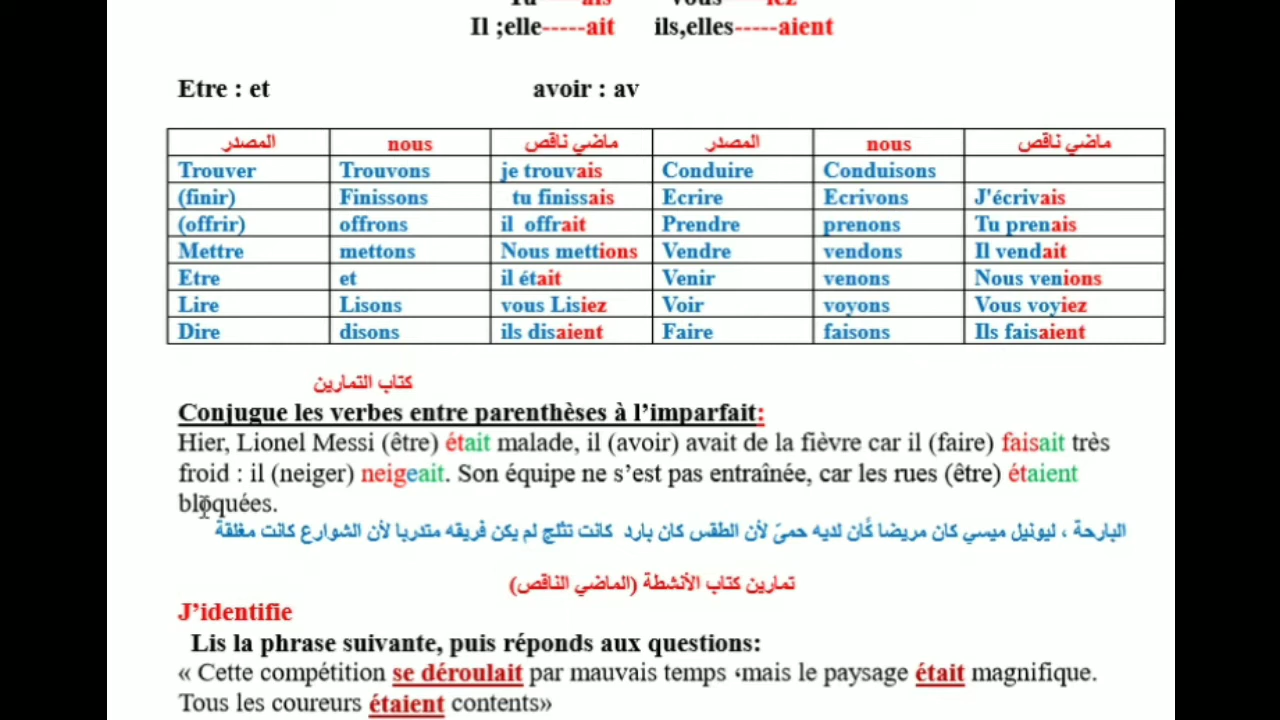 Tu-----ais vous-----iez
Il ;elle-----ait ils,elles-----aient
Etre : et avoir : av
المصدر nous ماضي ناقص المصدر nous ماضي ناقص
Trouver Trouvons je trouvais Conduire Conduisons
(finir) Finissons tu finissais Ecrire Ecrivons J'écrivais
(offrir) offrons il offrait Prendre prenons Tu prenais
Mettre mettons Nous mettions Vendre vendons Il vendait
Etre et il était Venir venons Nous venions
Lire Lisons vous Lisiez Voir voyons Vous voyiez
Dire disons ils disaient Faire faisons Ils faisaient
كتاب التمارين
Conjugue les verbes entre parenthèses à l’imparfait:
Hier, Lionel Messi (être) était malade, il (avoir) avait de la fièvre car il (faire) faisait très
froid : il (neiger) neigeait. Son équipe ne s’est pas entraînée, car les rues (être) étaient
bloquées.
البارحة ، ليونيل ميسي كان مريضا كَان لديه حمىّ لأن الطقس كان بارد كانت تثلج لم يكن فريقه متدربا لأن الشوارع كانت مغلقة
تمارين كتاب الأنشطة (الماضي الناقص)
J’identifie
Lis la phrase suivante, puis réponds aux questions:
« Cette compétition se déroulait par mauvais temps ،mais le paysage était magnifique.
Tous les coureurs étaient contents»